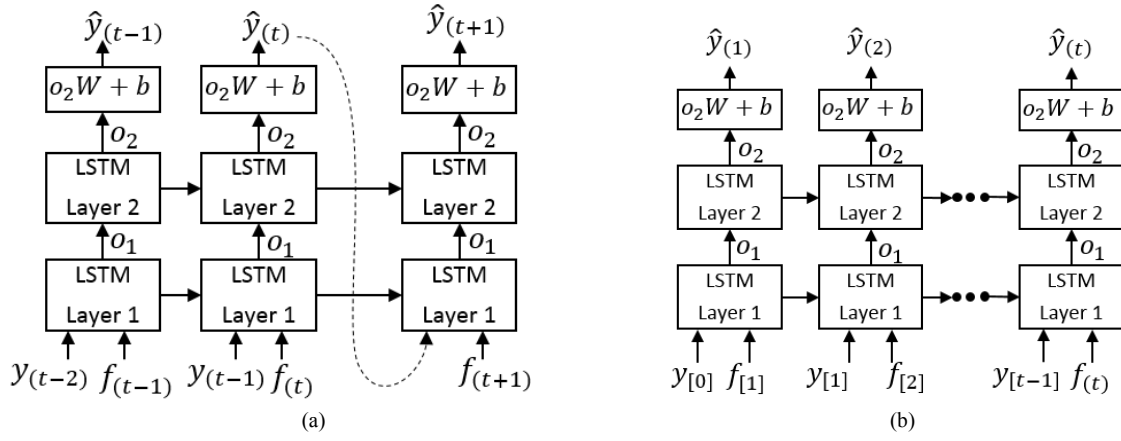 ŷ(t−1) ŷ(t) ŷ(t+1)
o₂W + b o₂W + b o₂W + b
o₂ o₂ o₂
LSTM LSTM LSTM
Layer 2 Layer 2 Layer 2
o₁ o₁ o₁
LSTM LSTM LSTM
Layer 1 Layer 1 Layer 1
y(t−2) f(t−1) y(t−1) f(t) f(t+1)
(a)
ŷ(1) ŷ(2) ŷ(t)
o₂W + b o₂W + b o₂W + b
o₂ o₂ o₂
LSTM LSTM LSTM
Layer 2 Layer 2 Layer 2
o₁ o₁ o₁
LSTM LSTM LSTM
Layer 1 Layer 1 Layer 1
y[0] f[1] y[1] f[2] y[t−1] f(t)
(b)